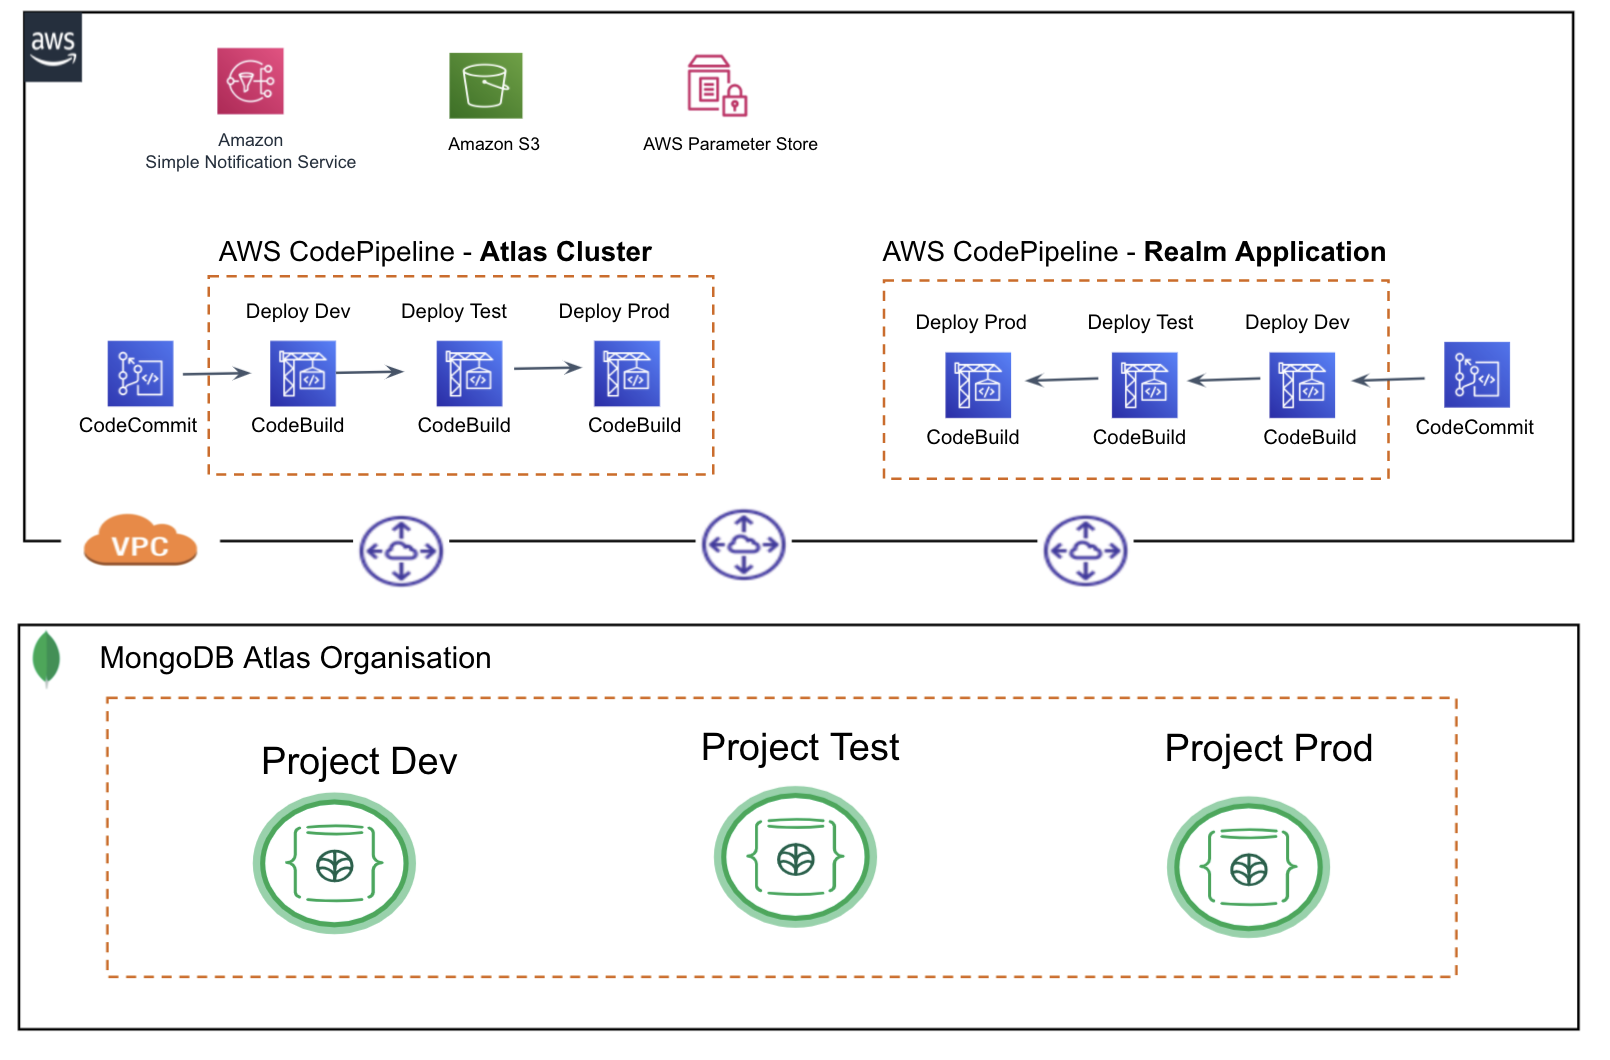 aws
Amazon
Simple Notification Service
Amazon S3
AWS Parameter Store
AWS CodePipeline - Atlas Cluster
Deploy Dev
Deploy Test
Deploy Prod
CodeCommit
CodeBuild
CodeBuild
CodeBuild
AWS CodePipeline - Realm Application
Deploy Prod
Deploy Test
Deploy Dev
CodeBuild
CodeBuild
CodeBuild
CodeCommit
VPC
MongoDB Atlas Organisation
Project Dev
Project Test
Project Prod